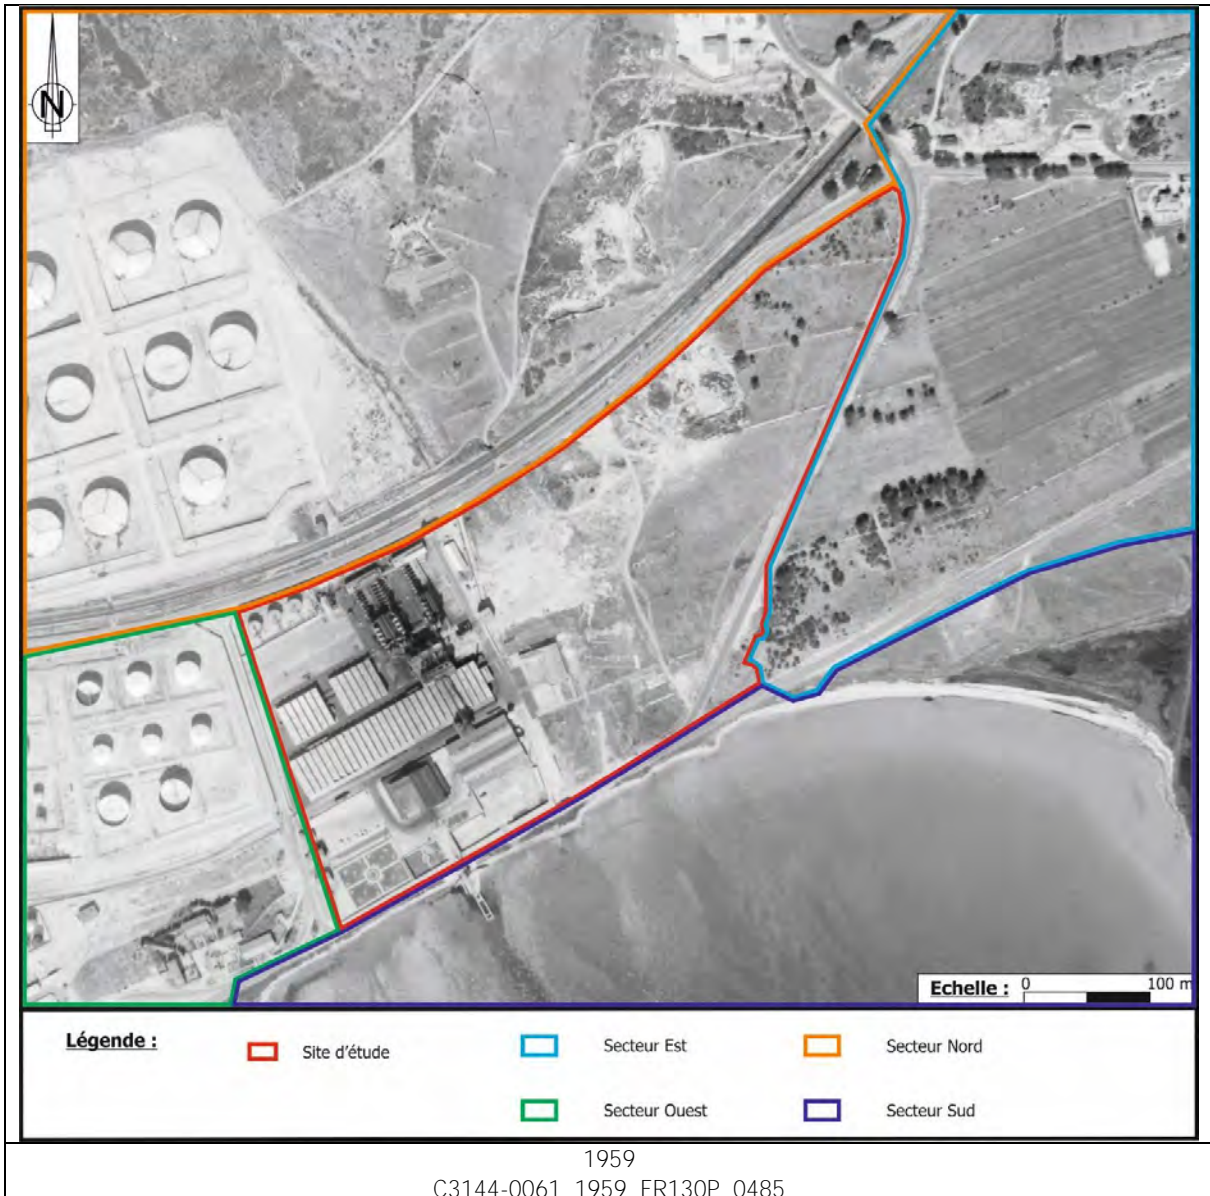 N
Echelle : 0 100 m
Légende :
Site d'étude
Secteur Est
Secteur Nord
Secteur Ouest
Secteur Sud
1959
C3144-0061_1959_FR130P_0485